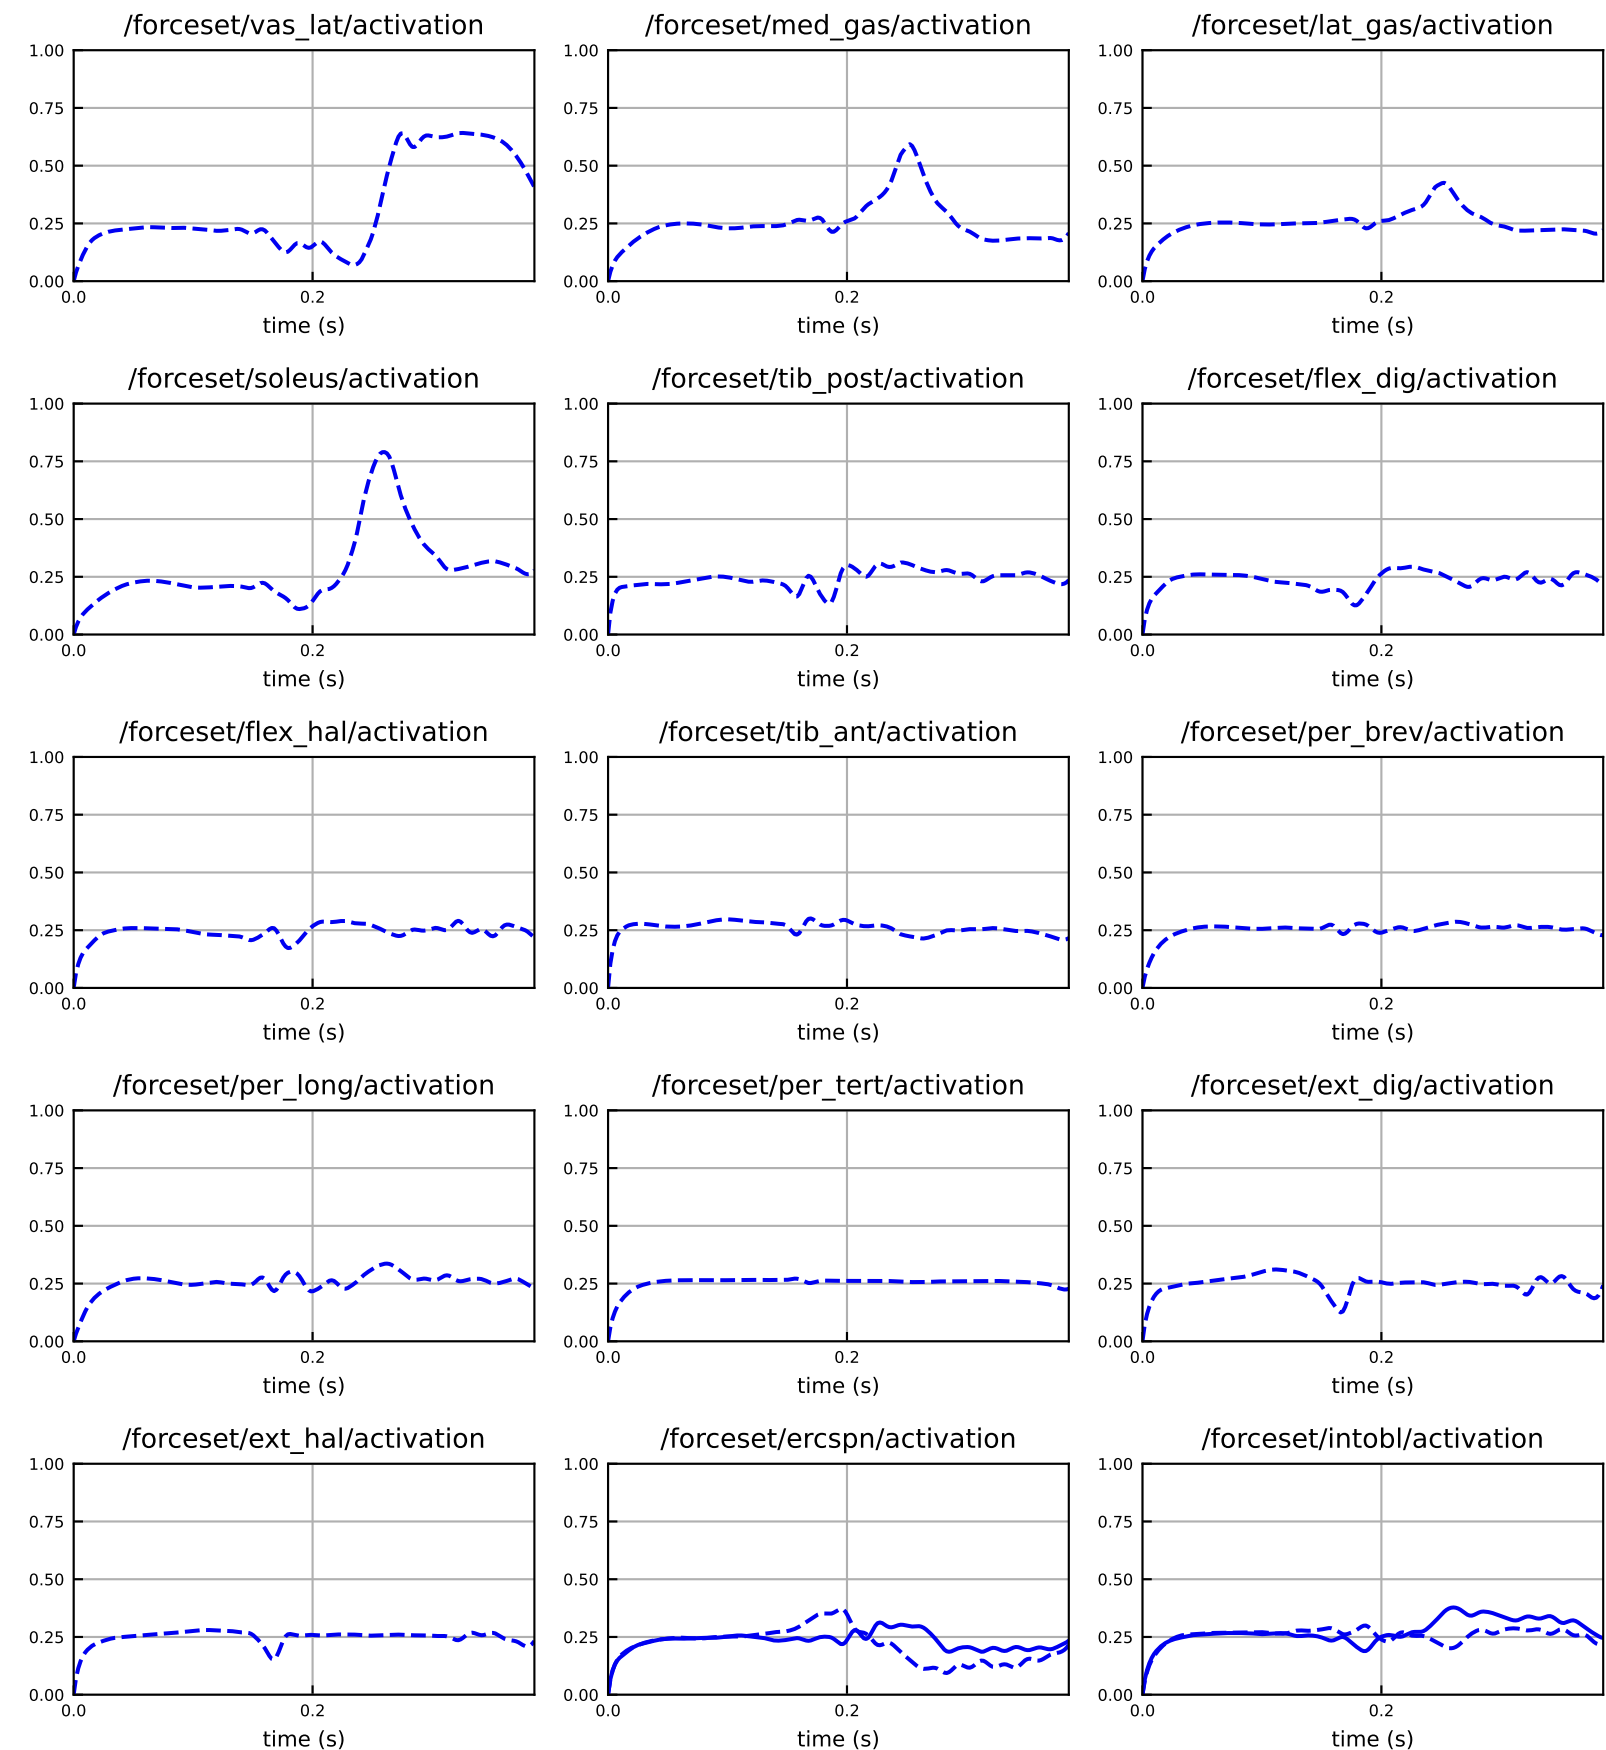 /forceset/vas_lat/activation /forceset/med_gas/activation /forceset/lat_gas/activation
1.00 1.00 1.00
0.75 0.75 0.75
0.50 0.50 0.50
0.25 0.25 0.25
0.00 0.00 0.00
0.0 0.2 0.0 0.2 0.0 0.2
time (s) time (s) time (s)
/forceset/soleus/activation /forceset/tib_post/activation /forceset/flex_dig/activation
1.00 1.00 1.00
0.75 0.75 0.75
0.50 0.50 0.50
0.25 0.25 0.25
0.00 0.00 0.00
0.0 0.2 0.0 0.2 0.0 0.2
time (s) time (s) time (s)
/forceset/flex_hal/activation /forceset/tib_ant/activation /forceset/per_brev/activation
1.00 1.00 1.00
0.75 0.75 0.75
0.50 0.50 0.50
0.25 0.25 0.25
0.00 0.00 0.00
0.0 0.2 0.0 0.2 0.0 0.2
time (s) time (s) time (s)
/forceset/per_long/activation /forceset/per_tert/activation /forceset/ext_dig/activation
1.00 1.00 1.00
0.75 0.75 0.75
0.50 0.50 0.50
0.25 0.25 0.25
0.00 0.00 0.00
0.0 0.2 0.0 0.2 0.0 0.2
time (s) time (s) time (s)
/forceset/ext_hal/activation /forceset/ercspn/activation /forceset/intobl/activation
1.00 1.00 1.00
0.75 0.75 0.75
0.50 0.50 0.50
0.25 0.25 0.25
0.00 0.00 0.00
0.0 0.2 0.0 0.2 0.0 0.2
time (s) time (s) time (s)